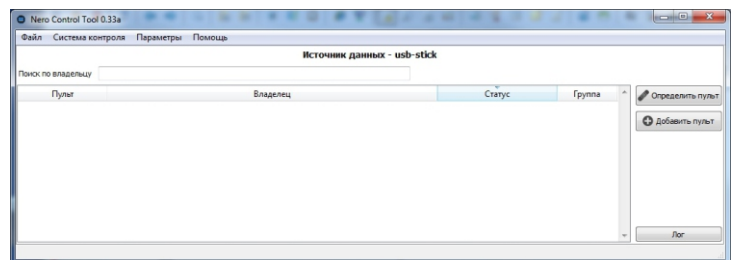 Nero Control Tool 0.33a
Файл Система контроля Параметры Помощь
Источник данных - usb-stick
Поиск по владельцу
Пульт Владелец Статус Группа
Определить пульт
Добавить пульт
Лог